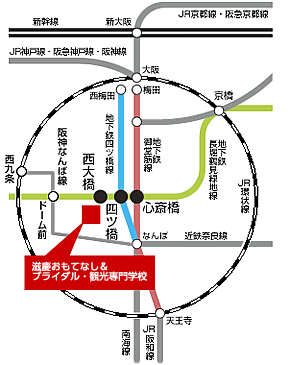 新幹線
新大阪
JR京都線・阪急京都線
JR神戸線・阪急神戸線・阪神線
大阪
西梅田
梅田
京橋
地下鉄四ツ橋線
地下鉄
御堂筋線
地下鉄
長堀鶴見緑地線
JR環状線
阪神なんば線
西九条
西大橋
四ツ橋
心斎橋
ドーム前
なんば
近鉄奈良線
滋慶おもてなし&
ブライダル・観光専門学校
天王寺
南海線
JR阪和線